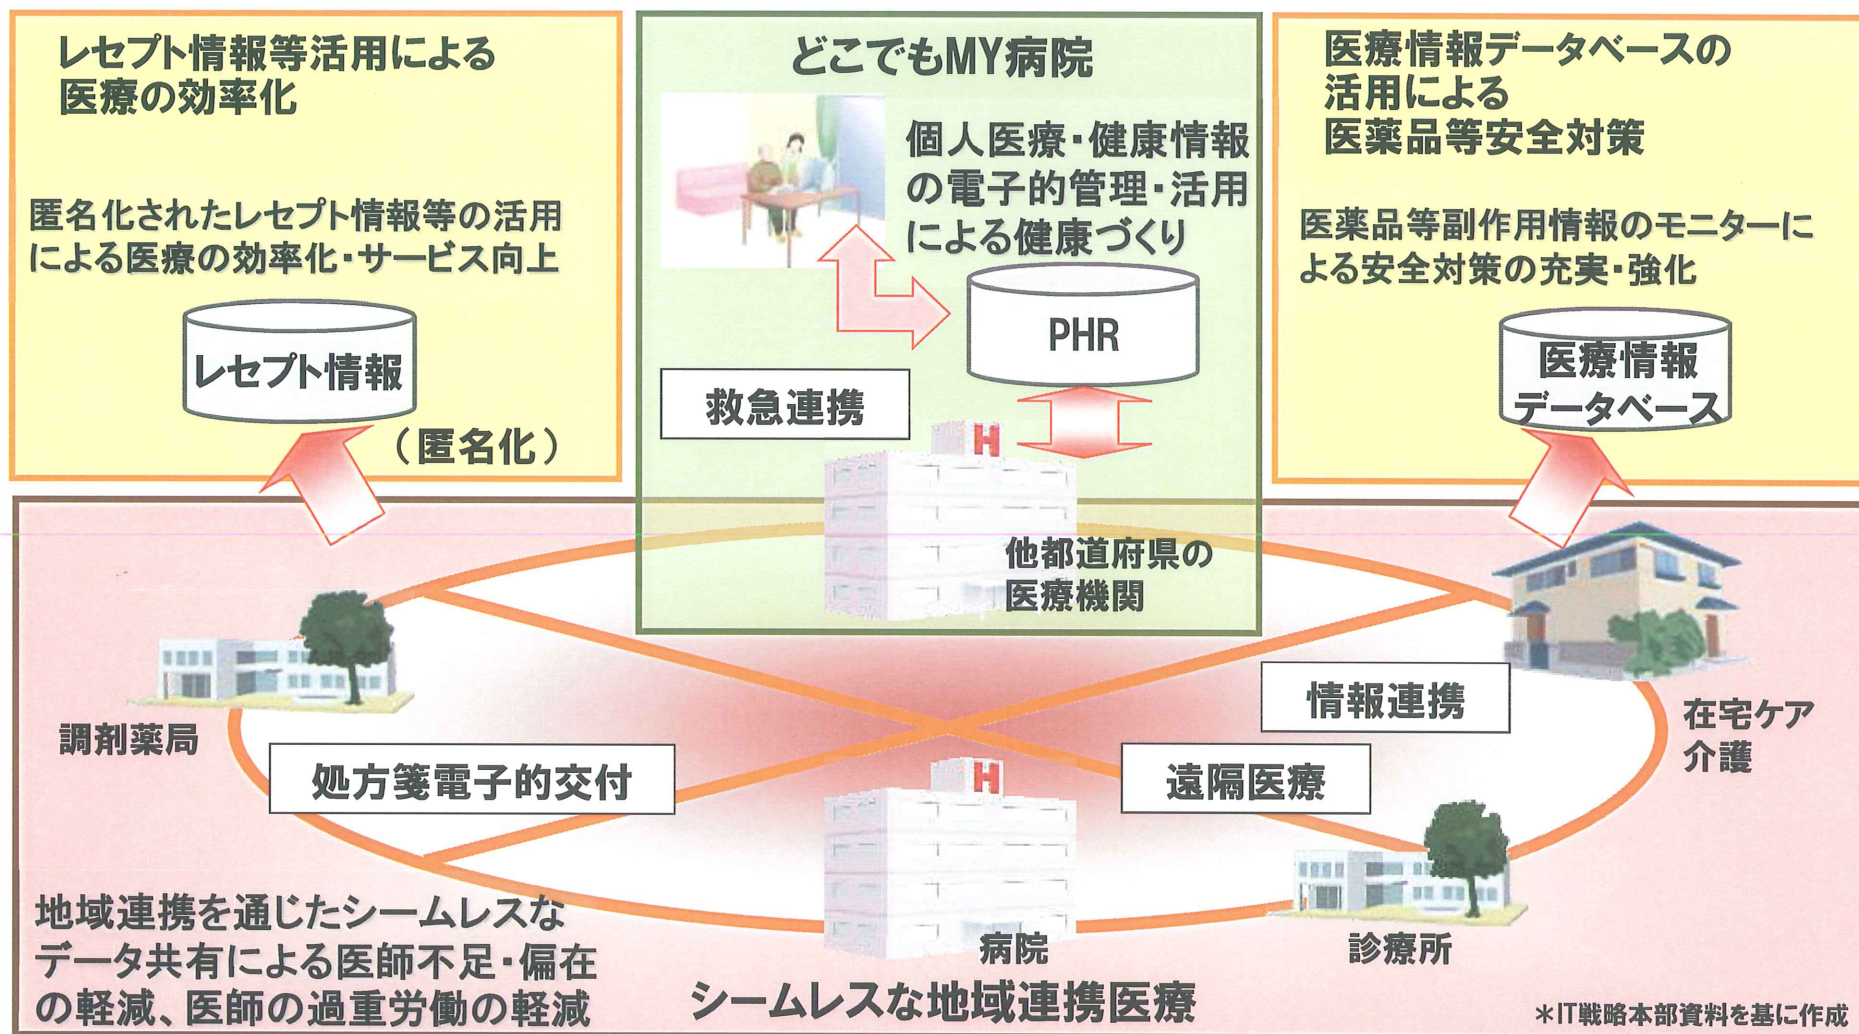 レセプト情報等活用による
医療の効率化
匿名化されたレセプト情報等の活用
による医療の効率化・サービス向上
レセプト情報
（匿名化）
どこでもMY病院
個人医療・健康情報
の電子的管理・活用
による健康づくり
PHR
救急連携
H
他都道府県の
医療機関
医療情報データベースの
活用による
医薬品等安全対策
医薬品等副作用情報のモニターに
よる安全対策の充実・強化
医療情報
データベース
調剤薬局
処方箋電子的交付
情報連携
遠隔医療
在宅ケア
介護
H
病院
診療所
地域連携を通じたシームレスな
データ共有による医師不足・偏在
の軽減、医師の過重労働の軽減
シームレスな地域連携医療
＊IT戦略本部資料を基に作成